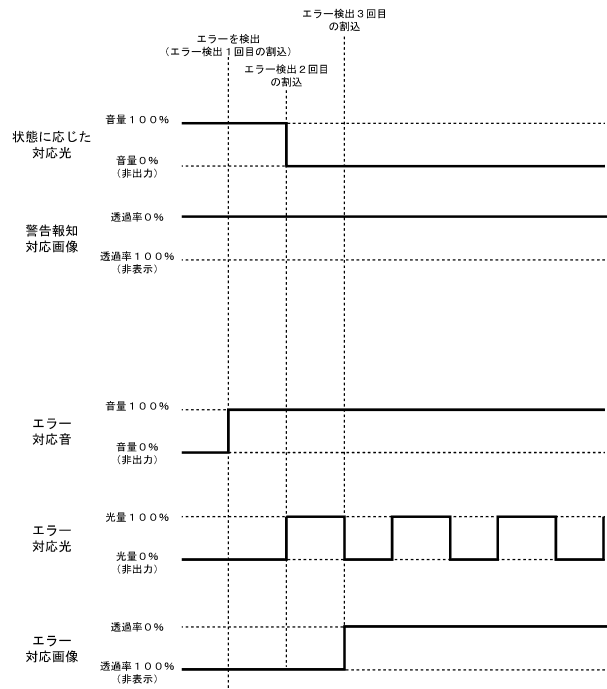 エラー検出３回目
の割込
エラーを検出
（エラー検出１回目の割込）
エラー検出２回目
の割込
状態に応じた
対応光
音量１００％
音量０％
（非出力）
警告報知
対応画像
透過率０％
透過率１００％
（非表示）
エラー
対応音
音量１００％
音量０％
（非出力）
エラー
対応光
光量１００％
光量０％
（非出力）
エラー
対応画像
透過率０％
透過率１００％
（非表示）